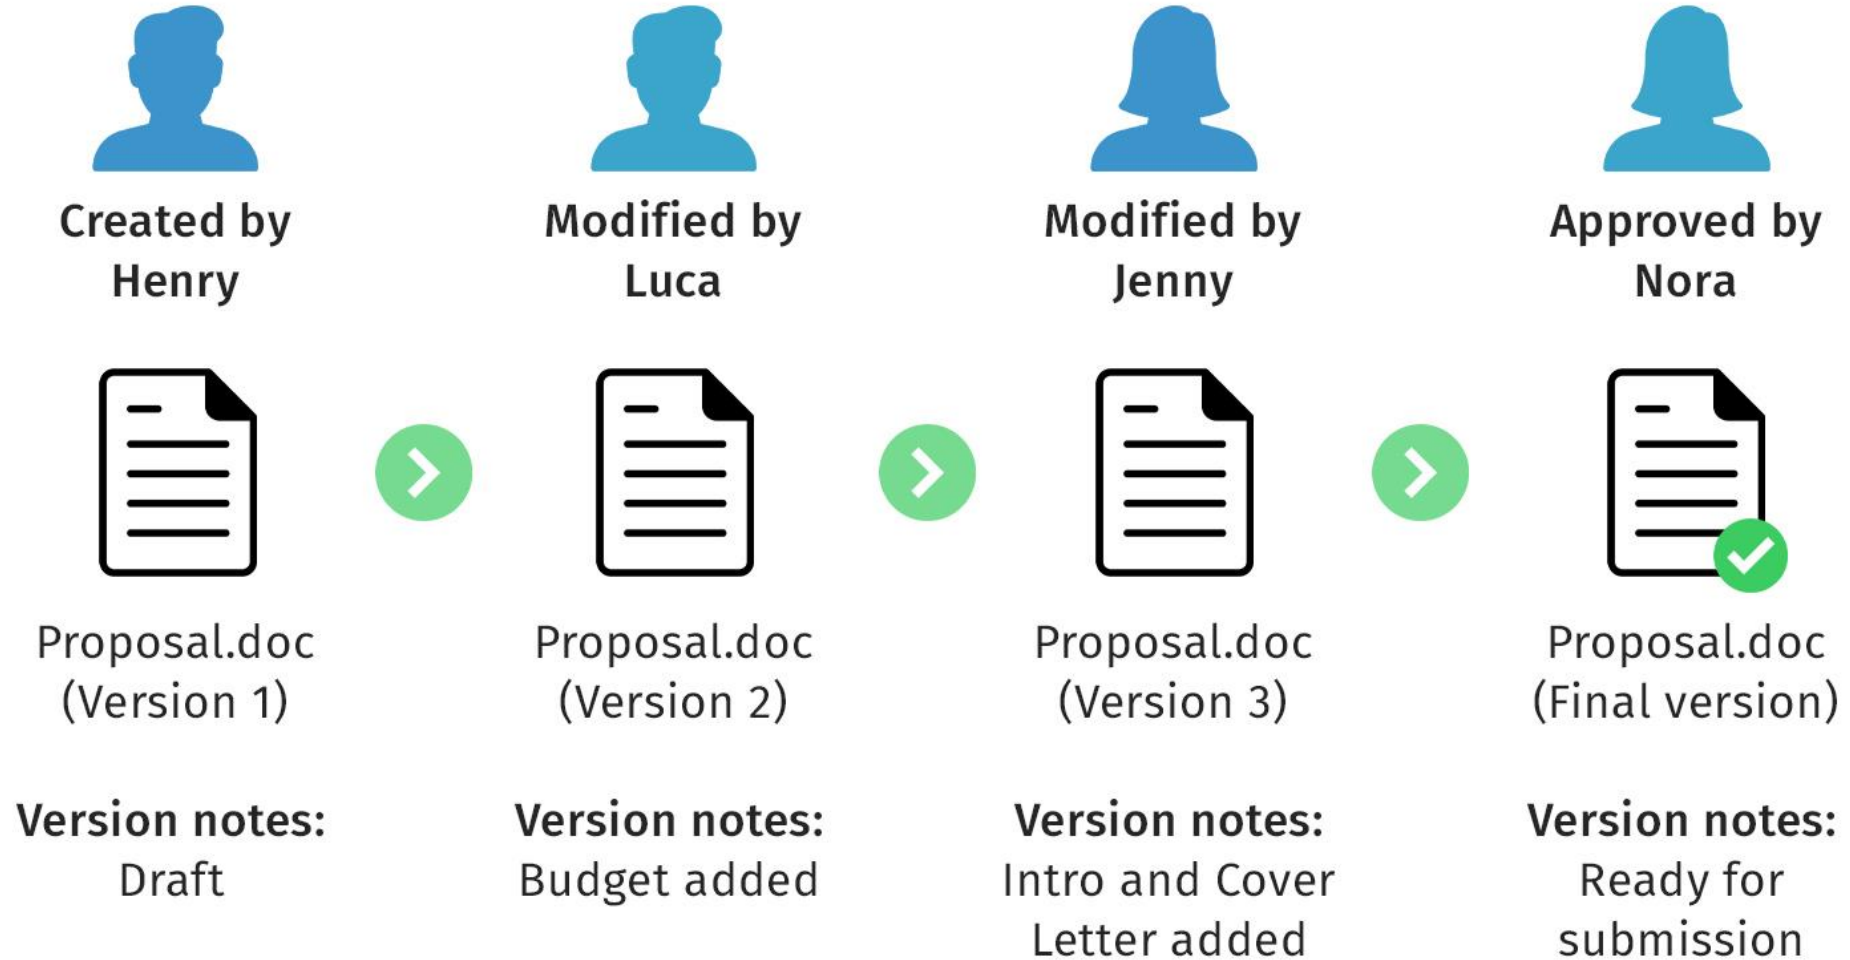 Created by
Henry
Proposal.doc
(Version 1)
Version notes:
Draft
Modified by
Luca
Proposal.doc
(Version 2)
Version notes:
Budget added
Modified by
Jenny
Proposal.doc
(Version 3)
Version notes:
Intro and Cover
Letter added
Approved by
Nora
Proposal.doc
(Final version)
Version notes:
Ready for
submission